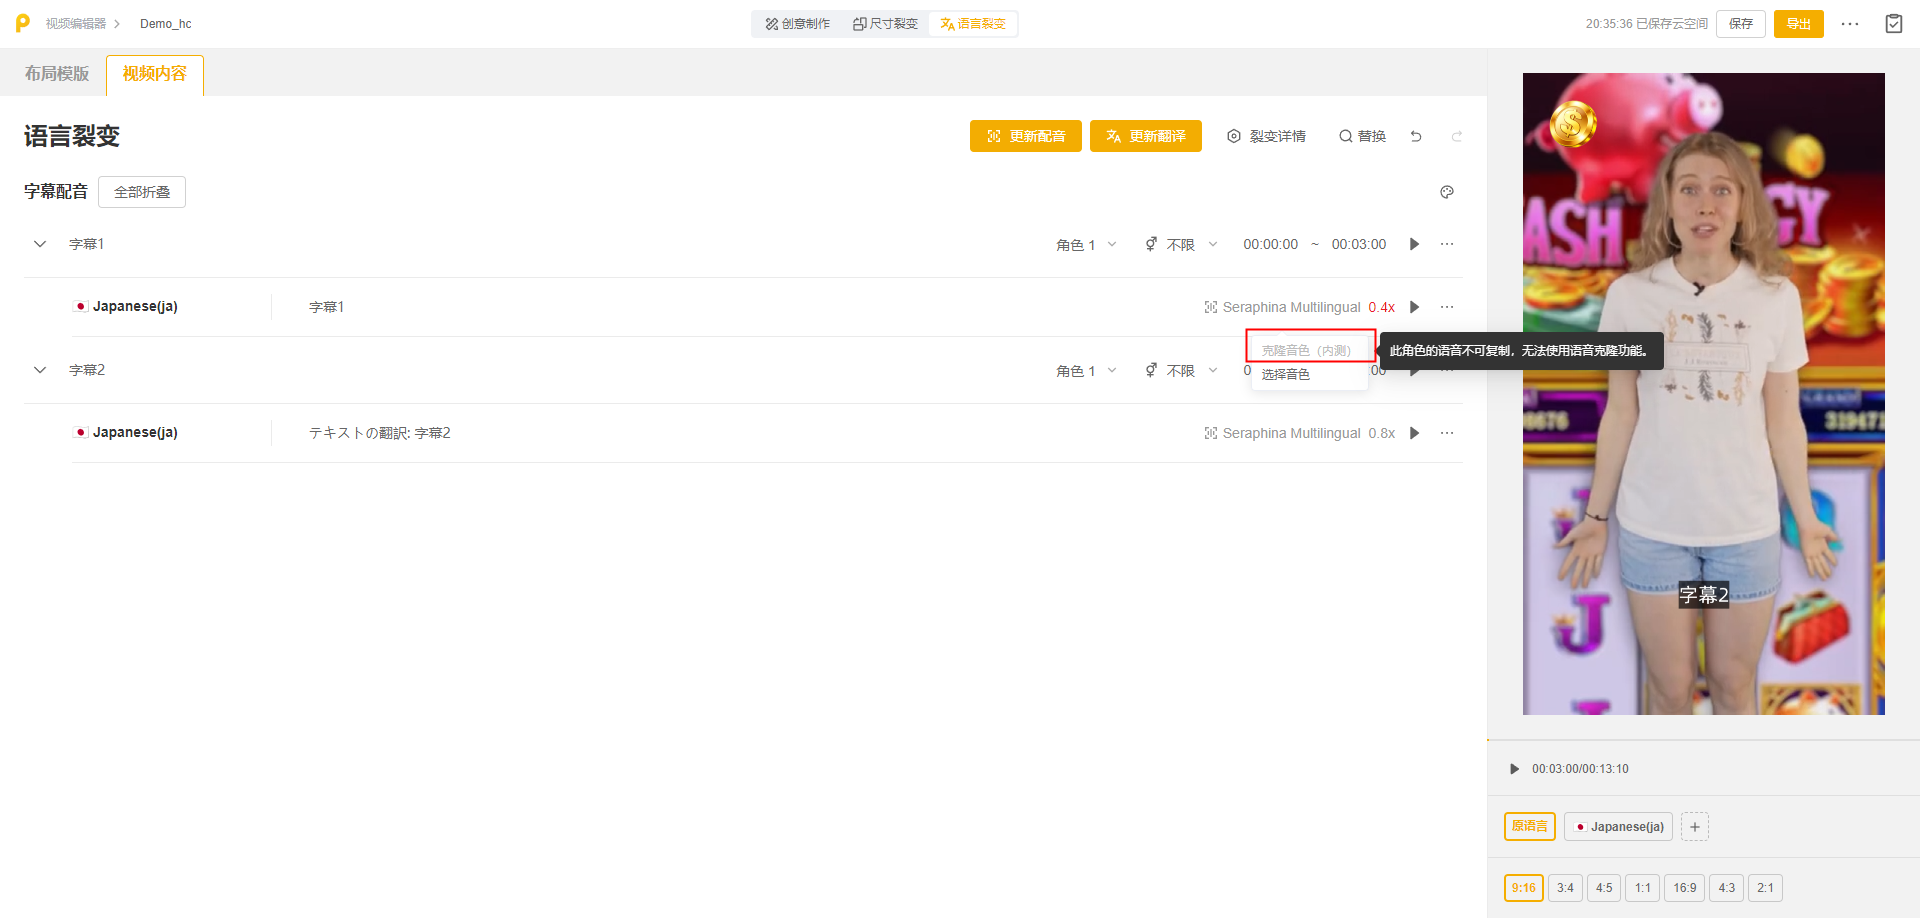 视频编辑器
Demo_hc
创意制作
尺寸裂变
语言裂变
20:35:36 已保存云空间
保存
导出
布局模版
视频内容
语言裂变
更新配音
更新翻译
裂变详情
替换
字幕配音
全部折叠
字幕1
角色 1
不限
00:00:00 ~ 00:03:00
Japanese(ja)
字幕1
Seraphina Multilingual 0.4x
克隆音色（内测）
此角色的语音不可复制，无法使用语音克隆功能。
选择音色
字幕2
角色 1
不限
Japanese(ja)
テキストの翻訳: 字幕2
Seraphina Multilingual 0.8x
字幕2
00:03:00/00:13:10
原语言
Japanese(ja)
9:16
3:4
4:5
1:1
16:9
4:3
2:1